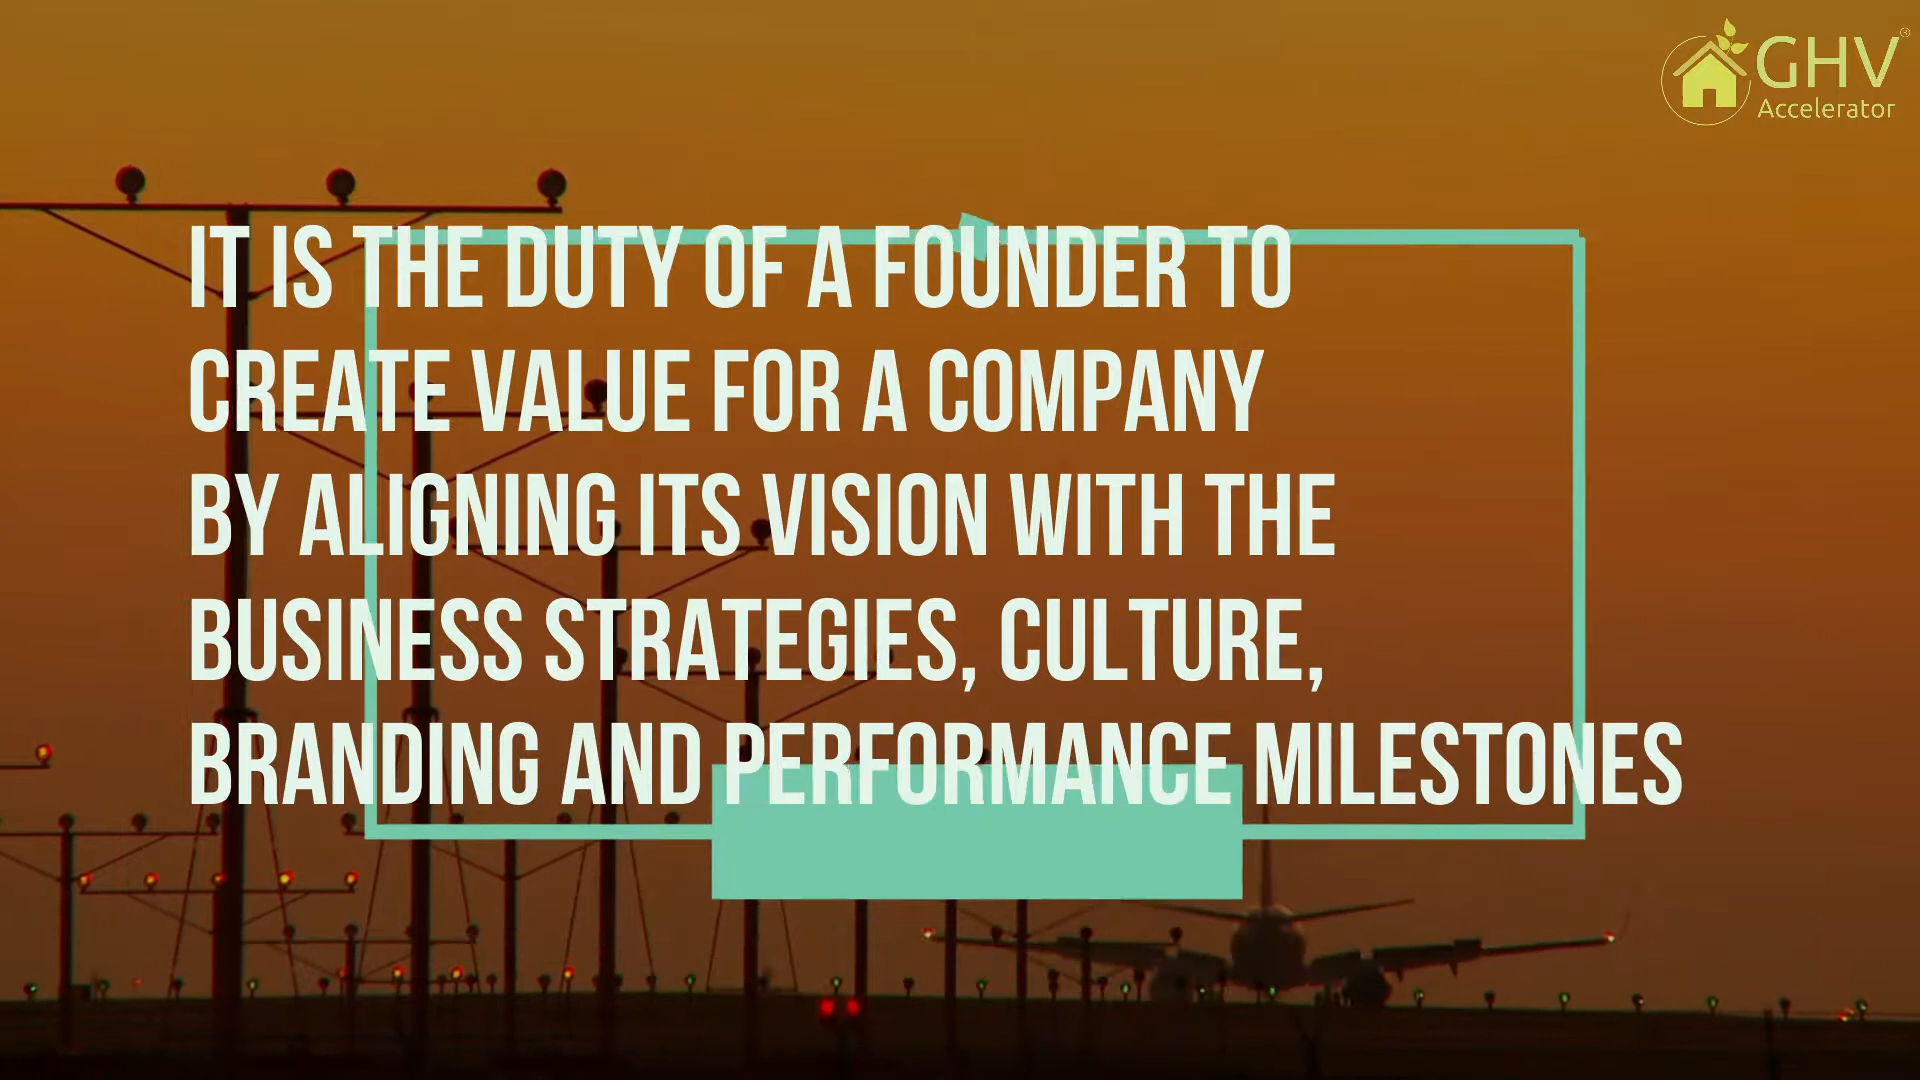 GHV®
Accelerator
IT IS THE DUTY OF A FOUNDER TO
CREATE VALUE FOR A COMPANY
BY ALIGNING ITS VISION WITH THE
BUSINESS STRATEGIES, CULTURE,
BRANDING AND PERFORMANCE MILESTONES